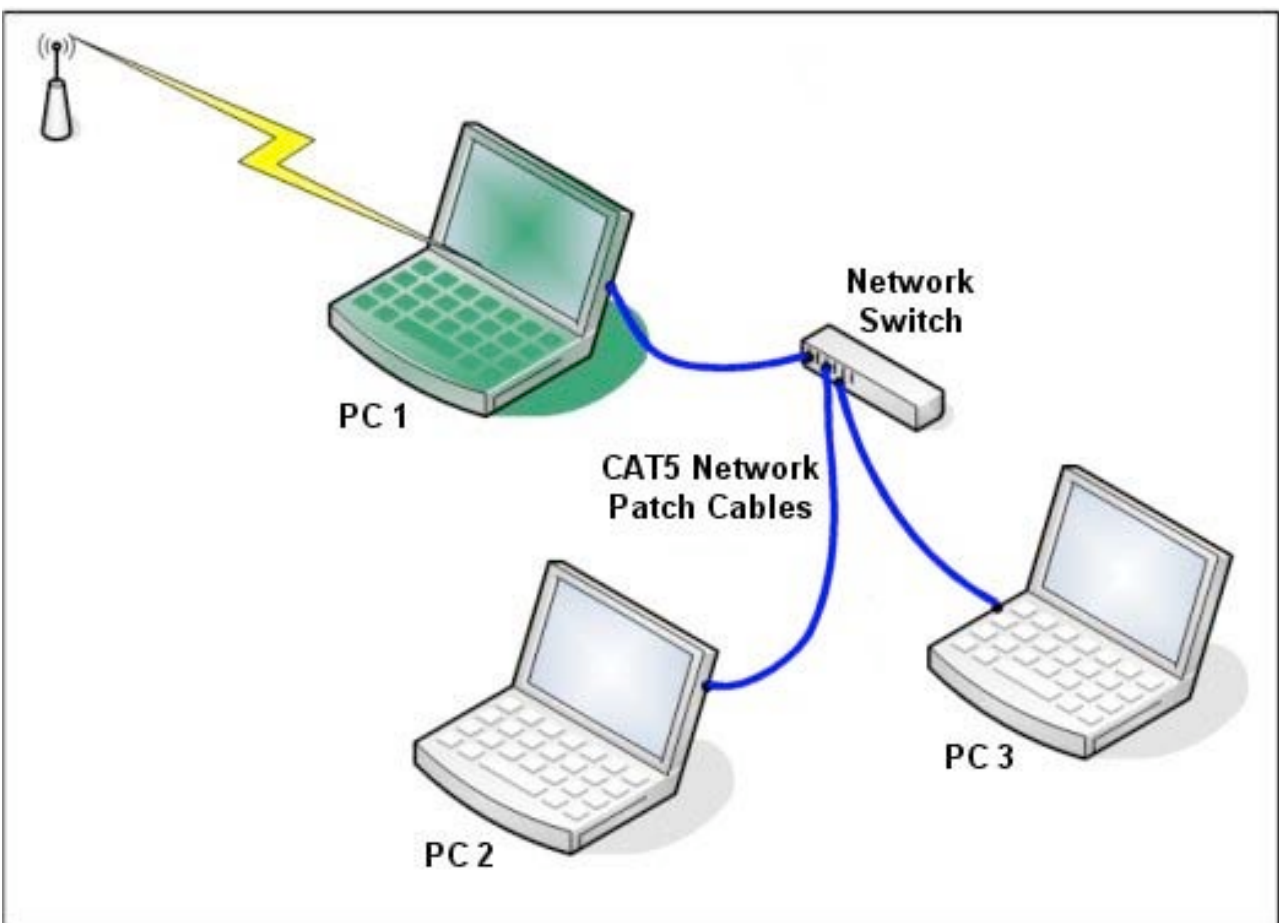 Network
Switch
PC 1
CAT5 Network
Patch Cables
PC 3
PC 2